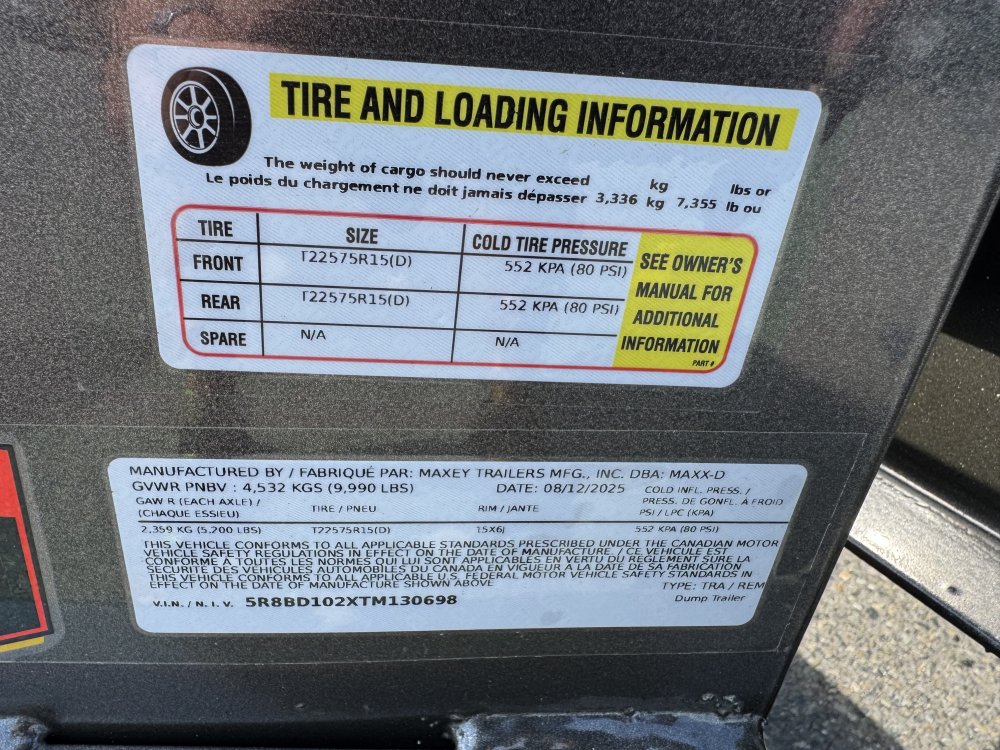 TIRE AND LOADING INFORMATION
The weight of cargo should never exceed kg lbs or
Le poids du chargement ne doit jamais dépasser 3,336 kg 7,355 lb ou
TIRE SIZE COLD TIRE PRESSURE
FRONT T22575R15(D) 552 KPA (80 PSI)
REAR T22575R15(D) 552 KPA (80 PSI)
SPARE N/A N/A
SEE OWNER'S
MANUAL FOR
ADDITIONAL
INFORMATION
PART #
MANUFACTURED BY / FABRIQUÉ PAR: MAXEY TRAILERS MFG., INC. DBA: MAXX-D
GVWR PNBV : 4,532 KGS (9,990 LBS) DATE: 08/12/2025 COLD INFL. PRESS. /
GAW R (EACH AXLE) / TIRE / PNEU RIM / JANTE PRESS. DE GONFL. À FROID
(CHAQUE ESSIEU) PSI / LPC (KPA)
2,359 KG (5,200 LBS) T22575R15(D) 15X6J 552 KPA (80 PSI)
THIS VEHICLE CONFORMS TO ALL APPLICABLE STANDARDS PRESCRIBED UNDER THE CANADIAN MOTOR
VEHICLE SAFETY REGULATIONS IN EFFECT ON THE DATE OF MANUFACTURE. / CE VEHICULE EST
CONFORME A TOUTES LES NORMES QUI LUI SONT APPLICABLES EN VERTU DU REGLEMENT SUR LA
SECURITE DES VEHICULES AUTOMOBILES DU CANADA EN VIGUEUR A LA DATE DE SA FABRICATION
THIS VEHICLE CONFORMS TO ALL APPLICABLE U.S. FEDERAL MOTOR VEHICLE SAFETY STANDARDS IN
EFFECT ON THE DATE OF MANUFACTURE SHOWN ABOVE
TYPE: TRA / REM
V.I.N. / N. I. V. 5R8BD102XTM130698 Dump Trailer